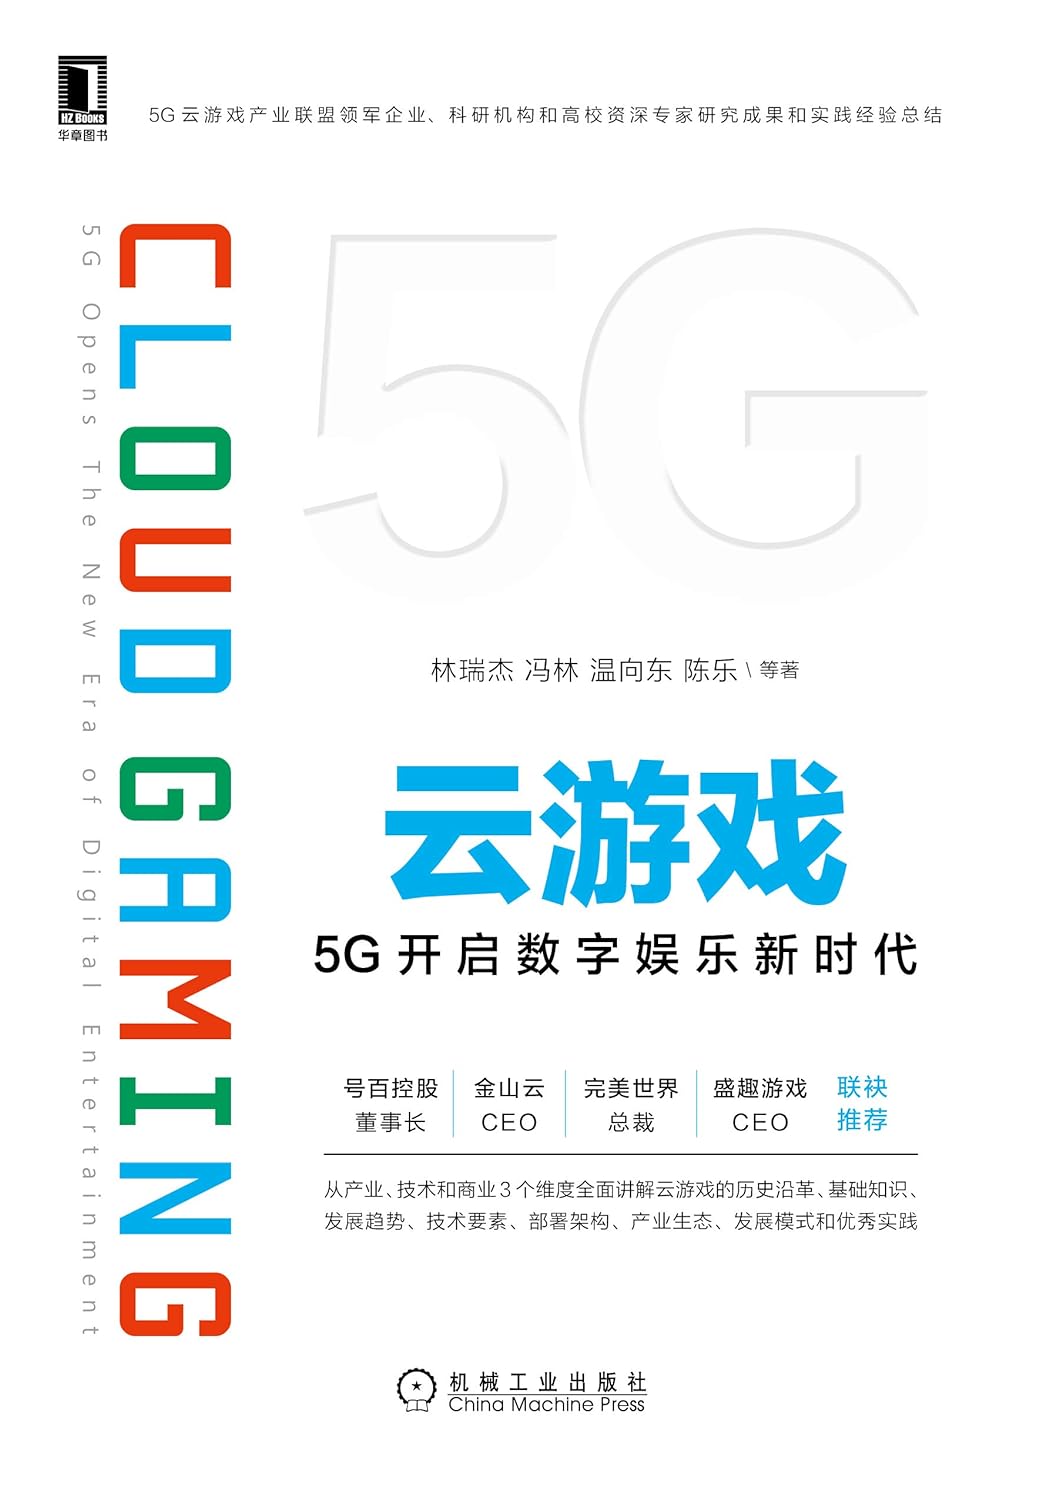 HZ BOOKS
华章图书
5G云游戏产业联盟领军企业、科研机构和高校资深专家研究成果和实践经验总结
CLOUD GAMING
5G Opens The New Era of Digital Entertainment
5G
林瑞杰 冯林 温向东 陈乐 \ 等著
云游戏
5G开启数字娱乐新时代
号百控股 金山云 完美世界 盛趣游戏 联袂
董事长 CEO 总裁 CEO 推荐
从产业、技术和商业3个维度全面讲解云游戏的历史沿革、基础知识、
发展趋势、技术要素、部署架构、产业生态、发展模式和优秀实践
机械工业出版社
China Machine Press